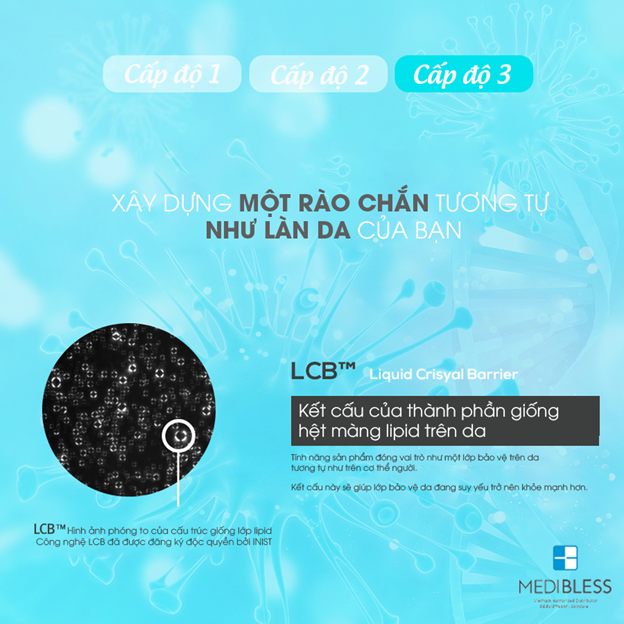 Cấp độ 1 Cấp độ 2 Cấp độ 3
XÂY DỰNG MỘT RÀO CHẮN TƯƠNG TỰ
NHƯ LÀN DA CỦA BẠN
LCB™ Liquid Crisyal Barrier
Kết cấu của thành phần giống
hệt màng lipid trên da
Tính năng sản phẩm đóng vai trò như một lớp bảo vệ trên da
tương tự như trên cơ thể người.
Kết cấu này sẽ giúp lớp bảo vệ da đang suy yếu trở nên khỏe mạnh hơn.
LCB™ Hình ảnh phóng to của cấu trúc giống lớp lipid
Công nghệ LCB đã được đăng ký độc quyền bởi INIST
MEDIBLESS